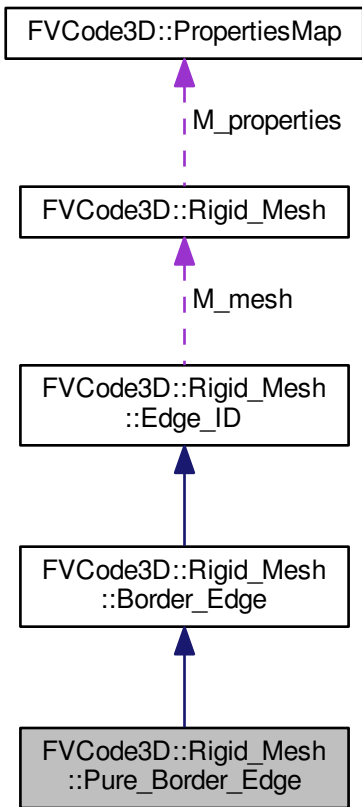 FVCode3D::PropertiesMap
M_properties
FVCode3D::Rigid_Mesh
M_mesh
FVCode3D::Rigid_Mesh
::Edge_ID
FVCode3D::Rigid_Mesh
::Border_Edge
FVCode3D::Rigid_Mesh
::Pure_Border_Edge